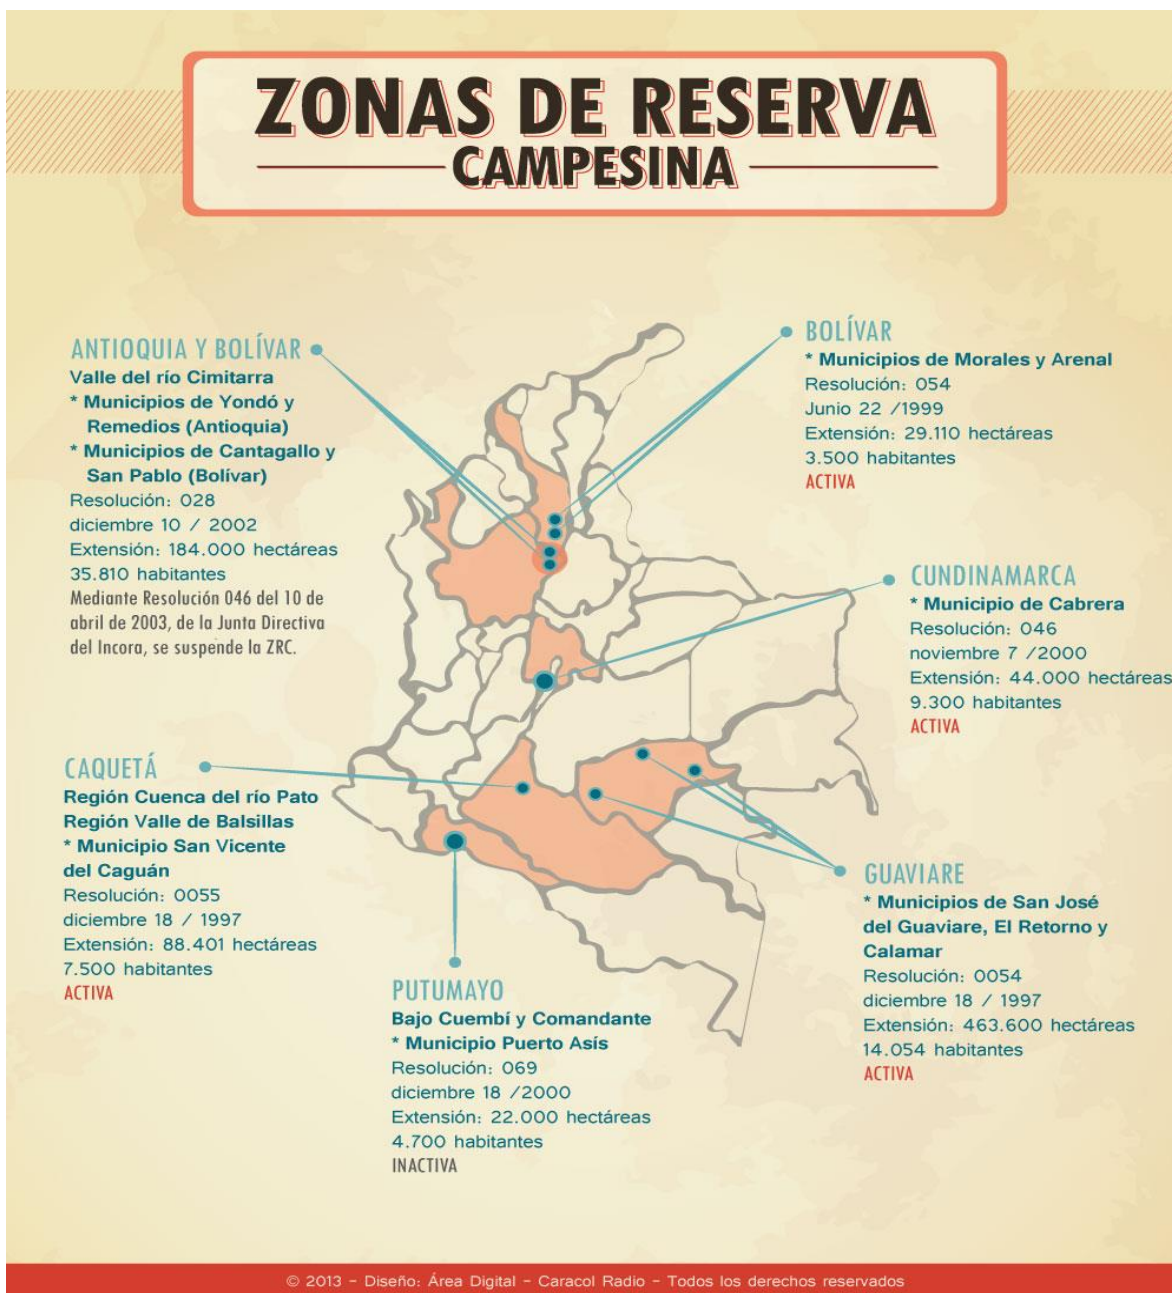 ZONAS DE RESERVA
CAMPESINA
ANTIOQUIA Y BOLÍVAR
Valle del río Cimitarra
* Municipios de Yondó y
Remedios (Antioquia)
* Municipios de Cantagallo y
San Pablo (Bolívar)
Resolución: 028
diciembre 10 / 2002
Extensión: 184.000 hectáreas
35.810 habitantes
Mediante Resolución 046 del 10 de
abril de 2003, de la Junta Directiva
del Incora, se suspende la ZRC.
BOLÍVAR
* Municipios de Morales y Arenal
Resolución: 054
Junio 22 /1999
Extensión: 29.110 hectáreas
3.500 habitantes
ACTIVA
CUNDINAMARCA
* Municipio de Cabrera
Resolución: 046
noviembre 7 /2000
Extensión: 44.000 hectáreas
9.300 habitantes
ACTIVA
CAQUETÁ
Región Cuenca del río Pato
Región Valle de Balsillas
* Municipio San Vicente
del Caguán
Resolución: 0055
diciembre 18 / 1997
Extensión: 88.401 hectáreas
7.500 habitantes
ACTIVA
PUTUMAYO
Bajo Cuembí y Comandante
* Municipio Puerto Asís
Resolución: 069
diciembre 18 /2000
Extensión: 22.000 hectáreas
4.700 habitantes
INACTIVA
GUAVIARE
* Municipios de San José
del Guaviare, El Retorno y
Calamar
Resolución: 0054
diciembre 18 / 1997
Extensión: 463.600 hectáreas
14.054 habitantes
ACTIVA
© 2013 - Diseño: Área Digital - Caracol Radio - Todos los derechos reservados